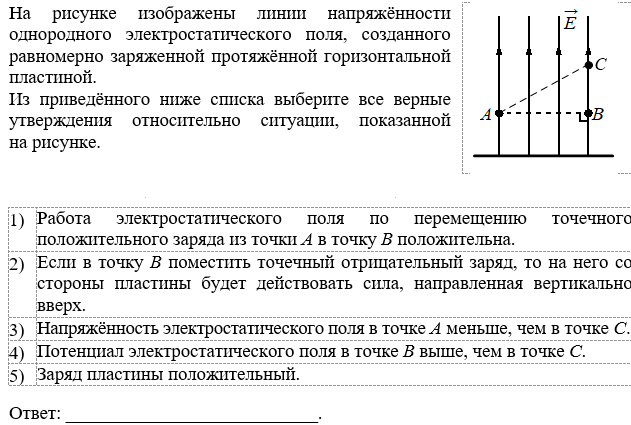 На рисунке изображены линии напряжённости
однородного электростатического поля, созданного
равномерно заряженной протяжённой горизонтальной
пластиной.
Из приведённого ниже списка выберите все верные
утверждения относительно ситуации, показанной
на рисунке.
E
C
A
B
1) Работа электростатического поля по перемещению точечного
положительного заряда из точки A в точку B положительна.
2) Если в точку B поместить точечный отрицательный заряд, то на него со
стороны пластины будет действовать сила, направленная вертикально
вверх.
3) Напряжённость электростатического поля в точке A меньше, чем в точке C.
4) Потенциал электростатического поля в точке B выше, чем в точке C.
5) Заряд пластины положительный.
Ответ: ____________________________.